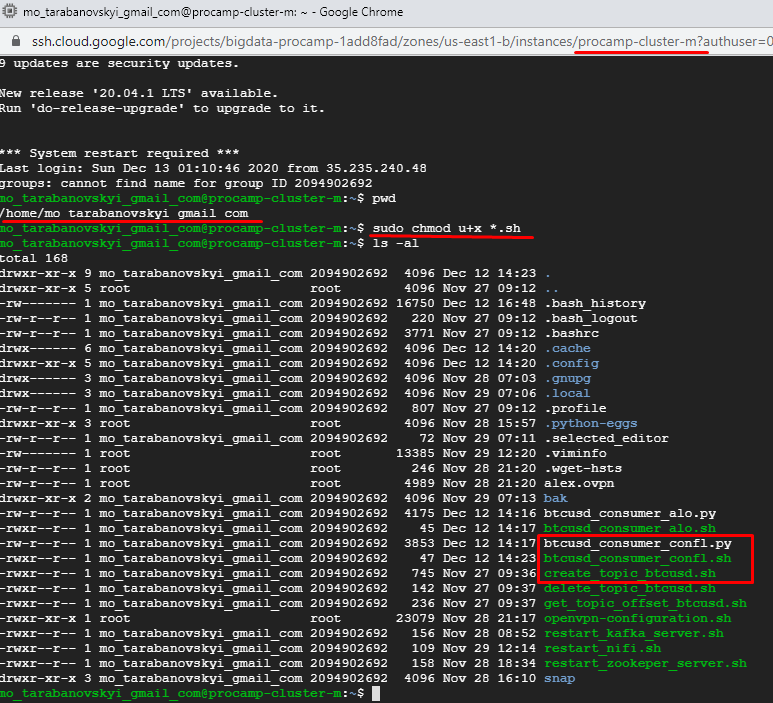 mo_tarabanovskyi_gmail_com@procamp-cluster-m: ~ - Google Chrome
ssh.cloud.google.com/projects/bigdata-procamp-1add8fad/zones/us-east1-b/instances/procamp-cluster-m?authuser=0
9 updates are security updates.
New release '20.04.1 LTS' available.
Run 'do-release-upgrade' to upgrade to it.
*** System restart required ***
Last login: Sun Dec 13 01:10:46 2020 from 35.235.240.48
groups: cannot find name for group ID 2094902692
mo_tarabanovskyi_gmail_com@procamp-cluster-m:~$ pwd
/home/mo_tarabanovskyi_gmail_com
mo_tarabanovskyi_gmail_com@procamp-cluster-m:~$ sudo chmod u+x *.sh
mo_tarabanovskyi_gmail_com@procamp-cluster-m:~$ ls -al
total 168
drwxr-xr-x 9 mo_tarabanovskyi_gmail_com 2094902692 4096 Dec 12 14:23 .
drwxr-xr-x 5 root root 4096 Nov 27 09:12 ..
-rw------- 1 mo_tarabanovskyi_gmail_com 2094902692 16750 Dec 12 16:48 .bash_history
-rw-r--r-- 1 mo_tarabanovskyi_gmail_com 2094902692 220 Nov 27 09:12 .bash_logout
-rw-r--r-- 1 mo_tarabanovskyi_gmail_com 2094902692 3771 Nov 27 09:12 .bashrc
drwx------ 6 mo_tarabanovskyi_gmail_com 2094902692 4096 Dec 12 14:20 .cache
drwxr-xr-x 5 mo_tarabanovskyi_gmail_com 2094902692 4096 Dec 12 14:20 .config
drwx------ 3 mo_tarabanovskyi_gmail_com 2094902692 4096 Nov 28 07:03 .gnupg
drwx------ 3 mo_tarabanovskyi_gmail_com 2094902692 4096 Nov 29 07:06 .local
-rw-r--r-- 1 mo_tarabanovskyi_gmail_com 2094902692 807 Nov 27 09:12 .profile
drwxr-xr-x 3 root root 4096 Nov 28 15:57 .python-eggs
-rw-r--r-- 1 mo_tarabanovskyi_gmail_com 2094902692 72 Nov 29 07:11 .selected_editor
-rw------- 1 root root 13385 Nov 29 12:20 .viminfo
-rw-r--r-- 1 root root 246 Nov 28 21:20 .wget-hsts
-rw-r--r-- 1 root root 4989 Nov 28 21:20 alex.ovpn
drwxr-xr-x 2 mo_tarabanovskyi_gmail_com 2094902692 4096 Nov 29 07:13 bak
-rw-r--r-- 1 mo_tarabanovskyi_gmail_com 2094902692 4175 Dec 12 14:16 btcusd_consumer_alo.py
-rwxr--r-- 1 mo_tarabanovskyi_gmail_com 2094902692 45 Dec 12 14:17 btcusd_consumer_alo.sh
-rw-r--r-- 1 mo_tarabanovskyi_gmail_com 2094902692 3853 Dec 12 14:17 btcusd_consumer_confl.py
-rwxr--r-- 1 mo_tarabanovskyi_gmail_com 2094902692 47 Dec 12 14:23 btcusd_consumer_confl.sh
-rwxr--r-- 1 mo_tarabanovskyi_gmail_com 2094902692 745 Nov 27 09:36 create_topic_btcusd.sh
-rwxr--r-- 1 mo_tarabanovskyi_gmail_com 2094902692 142 Nov 27 09:37 delete_topic_btcusd.sh
-rwxr--r-- 1 mo_tarabanovskyi_gmail_com 2094902692 236 Nov 27 09:37 get_topic_offset_btcusd.sh
-rwxr-xr-x 1 root root 23079 Nov 28 21:17 openvpn-configuration.sh
-rwxr--r-- 1 mo_tarabanovskyi_gmail_com 2094902692 156 Nov 28 08:52 restart_kafka_server.sh
-rwxr--r-- 1 mo_tarabanovskyi_gmail_com 2094902692 109 Nov 29 12:14 restart_nifi.sh
-rwxr--r-- 1 mo_tarabanovskyi_gmail_com 2094902692 158 Nov 28 18:34 restart_zookeper_server.sh
drwxr-xr-x 3 mo_tarabanovskyi_gmail_com 2094902692 4096 Nov 28 16:10 snap
mo_tarabanovskyi_gmail_com@procamp-cluster-m:~$